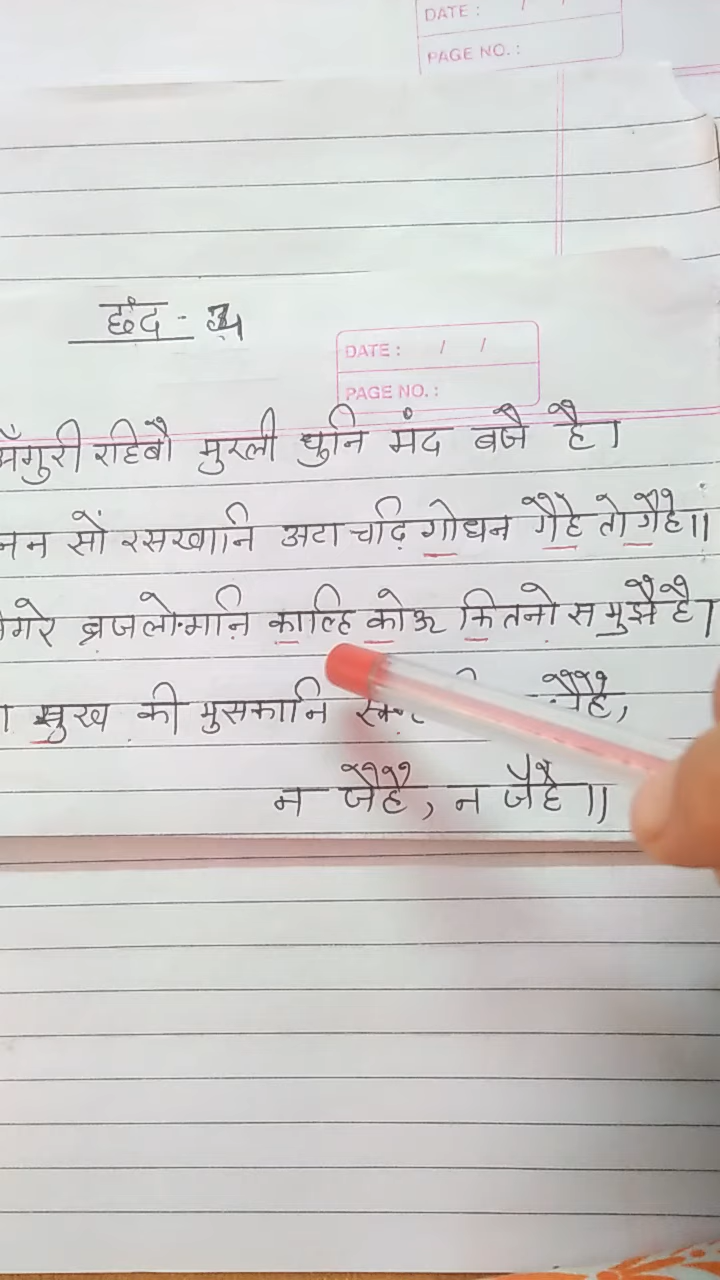 DATE : / /
PAGE NO. :
छंद - 4
DATE : / /
PAGE NO. :
अँगुरी रहिबौ मुरली धुनि मंद बजै है।
सों रसखानि अटा चढ़ि गोधन गैहै तो गैहै॥
ब्रजलोगनि काल्हि कोऊ कितनो समुझै है।
मुख की मुसकानि
न जैहै, न जैहै॥